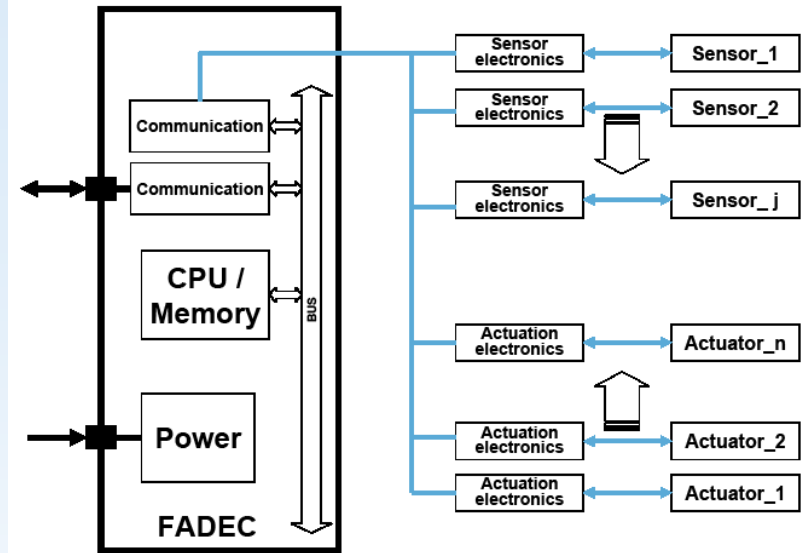 Communication
Communication
CPU /
Memory
BUS
Power
FADEC
Sensor
electronics
Sensor_1
Sensor
electronics
Sensor_2
Sensor
electronics
Sensor_ j
Actuation
electronics
Actuator_n
Actuation
electronics
Actuator_2
Actuation
electronics
Actuator_1